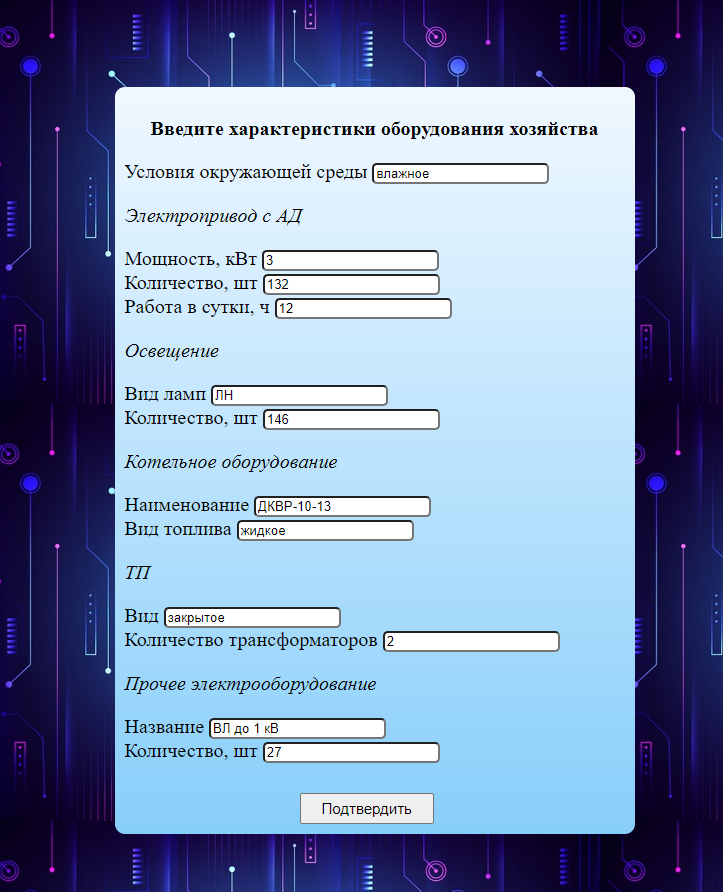 Введите характеристики оборудования хозяйства
Условия окружающей среды влажное
Электропривод с АД
Мощность, кВт 3
Количество, шт 132
Работа в сутки, ч 12
Освещение
Вид ламп ЛН
Количество, шт 146
Котельное оборудование
Наименование ДКВР-10-13
Вид топлива жидкое
ТП
Вид закрытое
Количество трансформаторов 2
Прочее электрооборудование
Название ВЛ до 1 кВ
Количество, шт 27
Подтвердить